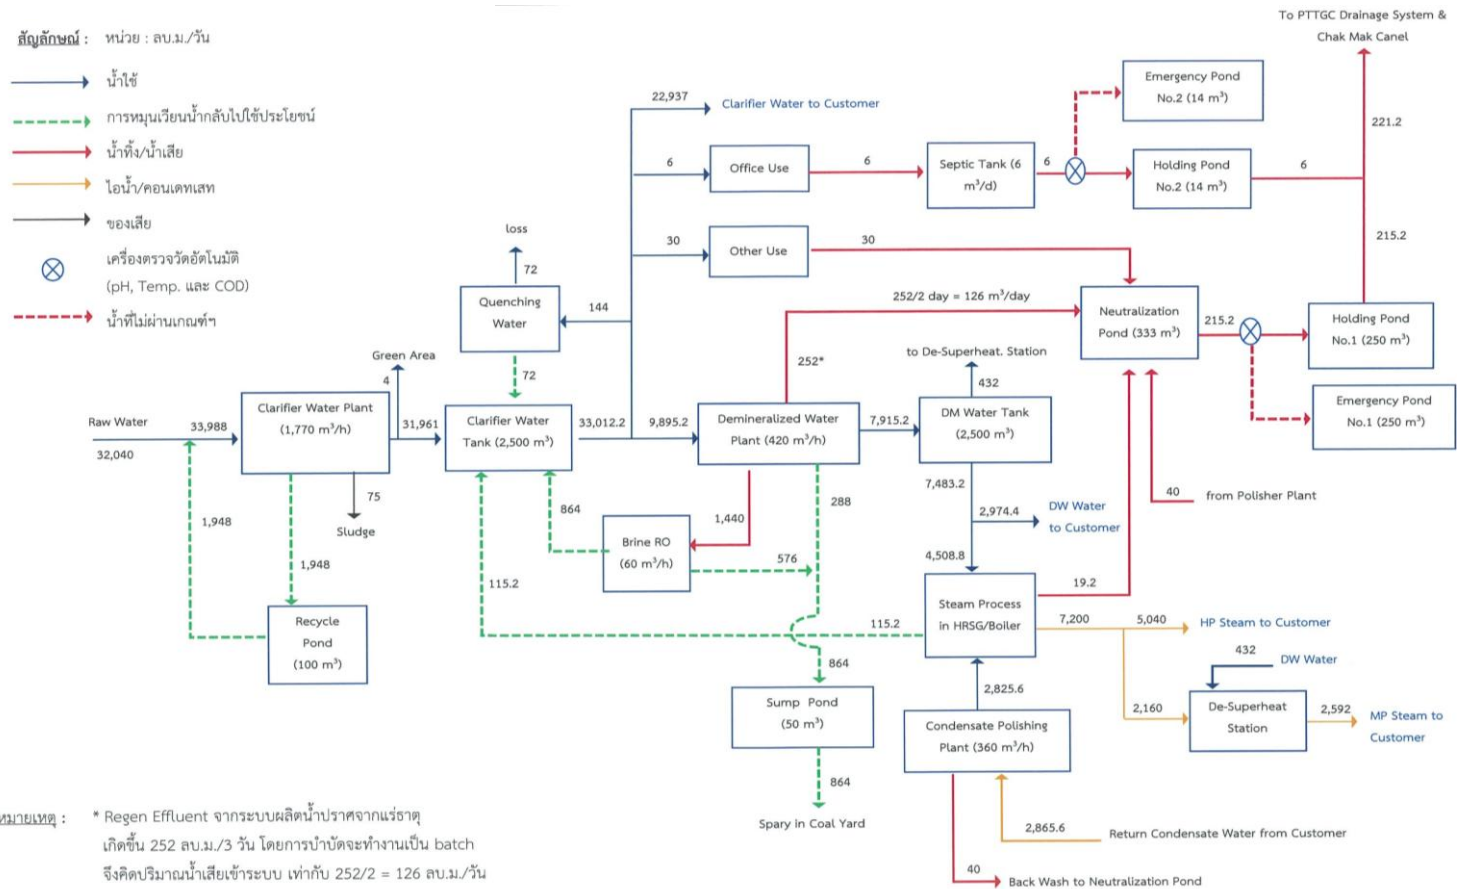 สัญลักษณ์ : หน่วย : ลบ.ม./วัน
น้ำใช้
การหมุนเวียนน้ำกลับไปใช้ประโยชน์
น้ำทิ้ง/น้ำเสีย
ไอน้ำ/คอนเดทเสท
ของเสีย
เครื่องตรวจวัดอัตโนมัติ
(pH, Temp. และ COD)
น้ำที่ไม่ผ่านเกณฑ์ฯ
To PTTGC Drainage System &
Chak Mak Canel
221.2
Emergency Pond
No.2 (14 m³)
22,937
Clarifier Water to Customer
6
Office Use
6
Septic Tank (6
m³/d)
6
Holding Pond
No.2 (14 m³)
6
215.2
30
Other Use
30
loss
72
Quenching
Water
144
72
252/2 day = 126 m³/day
252*
Neutralization
Pond (333 m³)
215.2
Holding Pond
No.1 (250 m³)
Emergency Pond
No.1 (250 m³)
Green Area
4
to De-Superheat. Station
432
Raw Water
32,040
33,988
Clarifier Water Plant
(1,770 m³/h)
31,961
Clarifier Water
Tank (2,500 m³)
33,012.2
9,895.2
Demineralized Water
Plant (420 m³/h)
7,915.2
DM Water Tank
(2,500 m³)
7,483.2
2,974.4
DW Water
to Customer
4,508.8
40
from Polisher Plant
75
Sludge
1,948
1,948
Recycle
Pond
(100 m³)
864
1,440
288
Brine RO
(60 m³/h)
576
115.2
115.2
Steam Process
in HRSG/Boiler
19.2
7,200
5,040
HP Steam to Customer
432
DW Water
2,160
De-Superheat
Station
2,592
MP Steam to
Customer
864
Sump Pond
(50 m³)
864
Spary in Coal Yard
2,825.6
Condensate Polishing
Plant (360 m³/h)
2,865.6
Return Condensate Water from Customer
40
Back Wash to Neutralization Pond
หมายเหตุ : * Regen Effluent จากระบบผลิตน้ำปราศจากแร่ธาตุ
เกิดขึ้น 252 ลบ.ม./3 วัน โดยการบำบัดจะทำงานเป็น batch
จึงคิดปริมาณน้ำเสียเข้าระบบ เท่ากับ 252/2 = 126 ลบ.ม./วัน